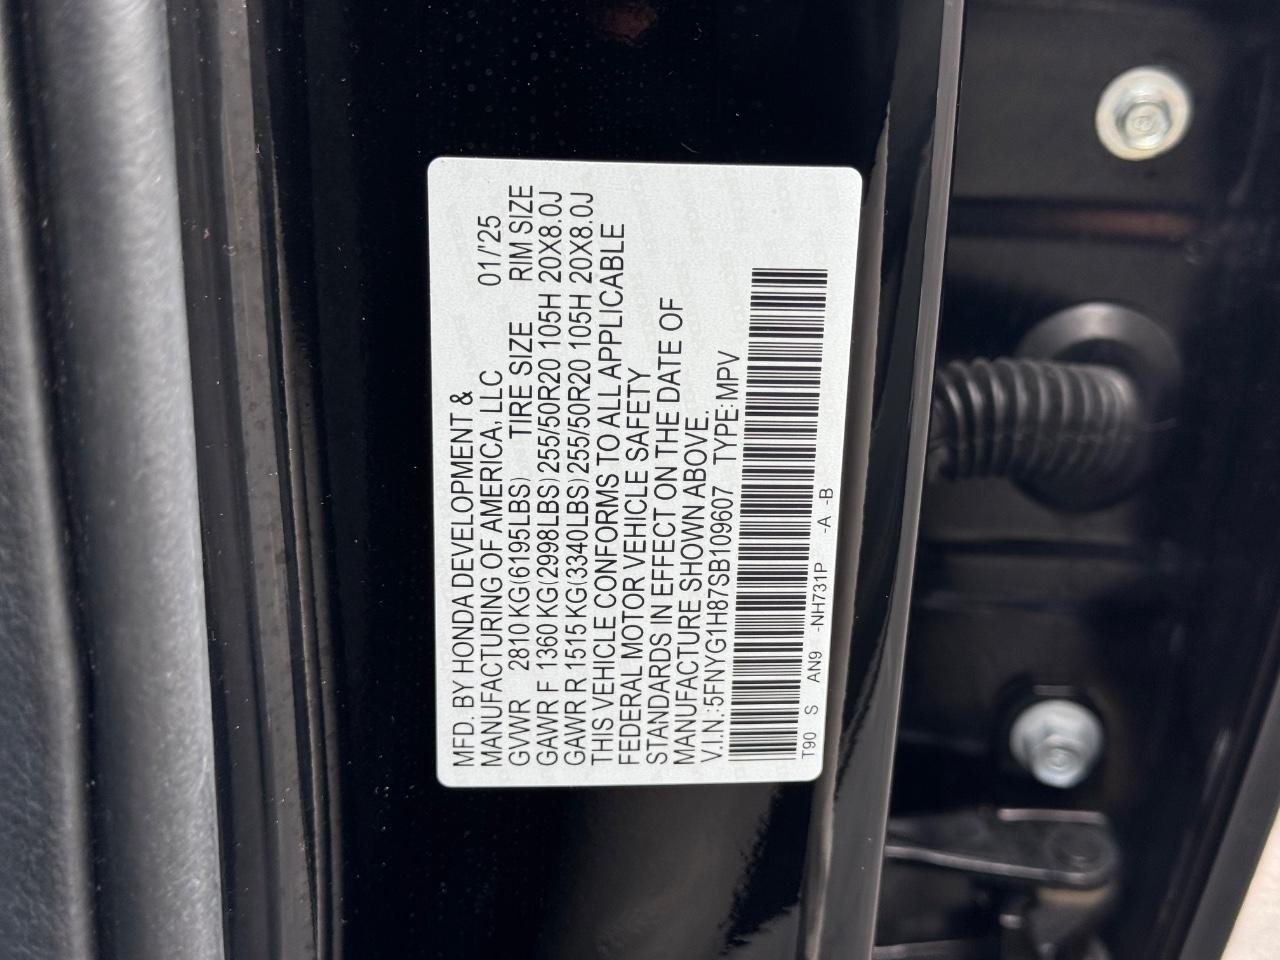 MFD. BY HONDA DEVELOPMENT &
MANUFACTURING OF AMERICA, LLC 01/'25
GVWR 2810 KG(6195LBS) TIRE SIZE RIM SIZE
GAWR F 1360 KG(2998LBS) 255/50R20 105H 20X8.0J
GAWR R 1515 KG(3340LBS) 255/50R20 105H 20X8.0J
THIS VEHICLE CONFORMS TO ALL APPLICABLE
FEDERAL MOTOR VEHICLE SAFETY
STANDARDS IN EFFECT ON THE DATE OF
MANUFACTURE SHOWN ABOVE.
V.I.N.:5FNYG1H87SB109607 TYPE:MPV
T90 S AN9 -NH731P -A -B